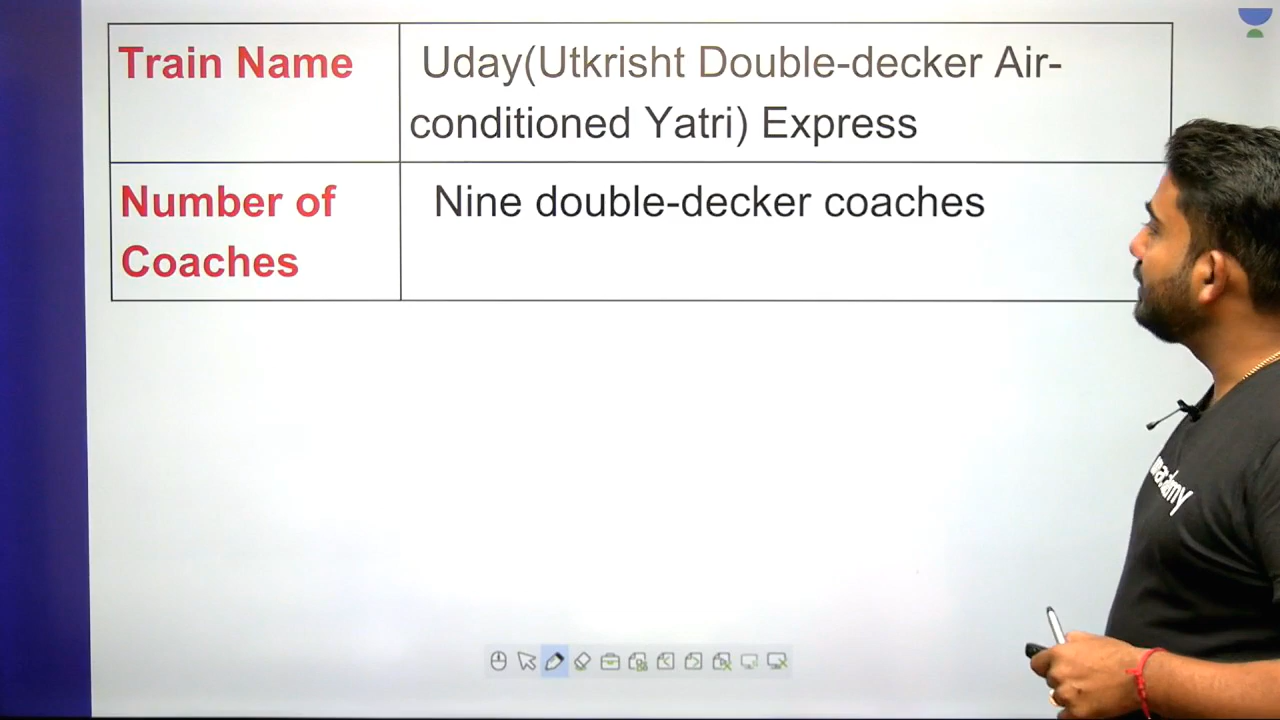 Train Name
Uday(Utkrisht Double-decker Air-
conditioned Yatri) Express
Number of
Coaches
Nine double-decker coaches